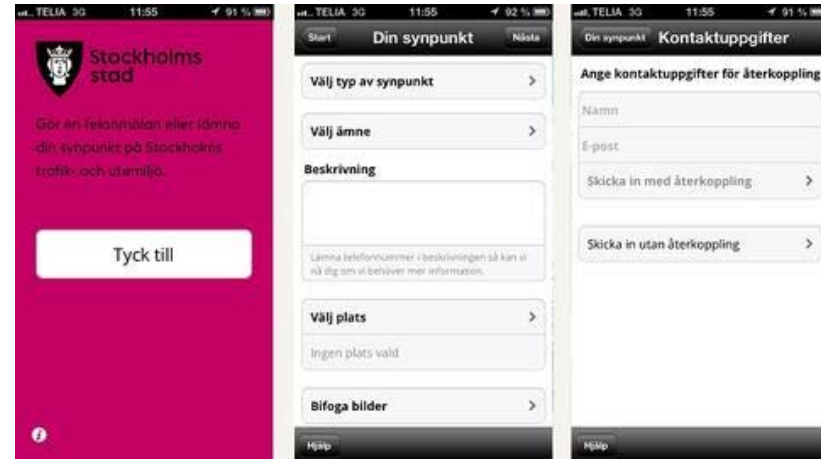 TELIA 3G 11:55 91 %
Stockholms
stad
Gör en felanmälan eller lämna
din synpunkt på Stockholms
trafik- och utemiljö.
Tyck till
TELIA 3G 11:55 92 %
Start Din synpunkt Nästa
Välj typ av synpunkt
Välj ämne
Beskrivning
Lämna telefonnummer i beskrivningen så kan vi
nå dig om vi behöver mer information.
Välj plats
Ingen plats vald
Bifoga bilder
Hjälp
TELIA 3G 11:55 91 %
Din synpunkt Kontaktuppgifter
Ange kontaktuppgifter för återkoppling
Namn
E-post
Skicka in med återkoppling
Skicka in utan återkoppling
Hjälp